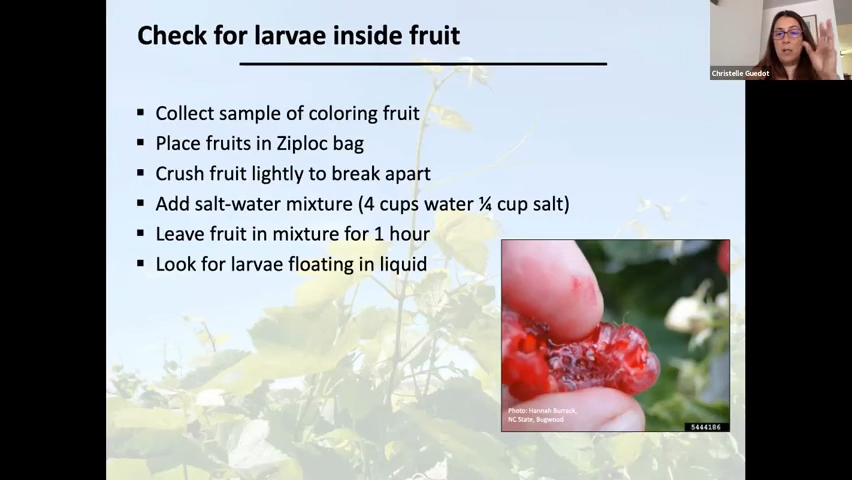 Check for larvae inside fruit
Christelle Guedot
▪ Collect sample of coloring fruit
▪ Place fruits in Ziploc bag
▪ Crush fruit lightly to break apart
▪ Add salt-water mixture (4 cups water ¼ cup salt)
▪ Leave fruit in mixture for 1 hour
▪ Look for larvae floating in liquid
Photo: Hannah Burrack,
NC State, Bugwood
5444186